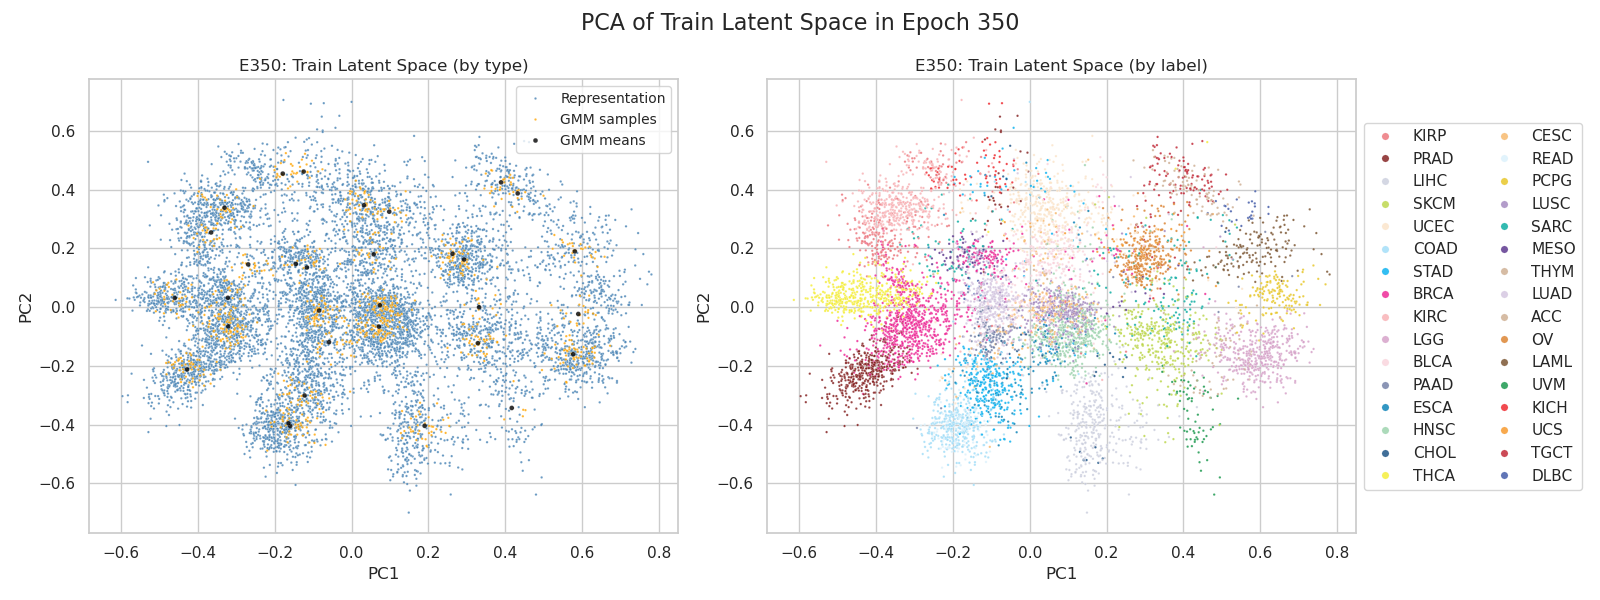 PCA of Train Latent Space in Epoch 350
E350: Train Latent Space (by type)
Representation
GMM samples
GMM means
0.6
0.4
0.2
0.0
−0.2
−0.4
−0.6
PC2
−0.6 −0.4 −0.2 0.0 0.2 0.4 0.6 0.8
PC1
E350: Train Latent Space (by label)
0.6
0.4
0.2
0.0
−0.2
−0.4
−0.6
PC2
−0.6 −0.4 −0.2 0.0 0.2 0.4 0.6 0.8
PC1
KIRP
PRAD
LIHC
SKCM
UCEC
COAD
STAD
BRCA
KIRC
LGG
BLCA
PAAD
ESCA
HNSC
CHOL
THCA
CESC
READ
PCPG
LUSC
SARC
MESO
THYM
LUAD
ACC
OV
LAML
UVM
KICH
UCS
TGCT
DLBC